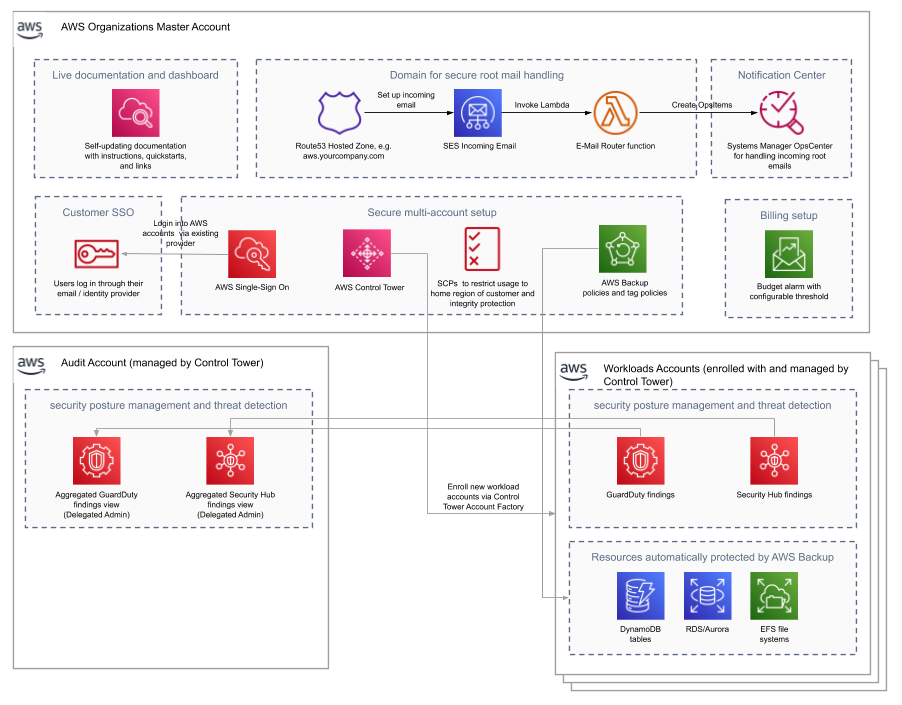 aws
AWS Organizations Master Account
Live documentation and dashboard
Self-updating documentation
with instructions, quickstarts,
and links
Domain for secure root mail handling
Set up incoming
email
Invoke Lambda
Create OpsItems
Route53 Hosted Zone, e.g.
aws.yourcompany.com
SES Incoming Email
E-Mail Router function
Notification Center
Systems Manager OpsCenter
for handling incoming root
emails
Customer SSO
Users log in through their
email / identity provider
Login into AWS
accounts via existing
provider
Secure multi-account setup
AWS Single-Sign On
AWS Control Tower
SCPs to restrict usage to
home region of customer and
integrity protection
AWS Backup
policies and tag policies
Billing setup
Budget alarm with
configurable threshold
aws
Audit Account (managed by Control Tower)
security posture management and threat detection
Aggregated GuardDuty
findings view
(Delegated Admin)
Aggregated Security Hub
findings view
(Delegated Admin)
Enroll new workload
accounts via Control
Tower Account Factory
aws
Workloads Accounts (enrolled with and managed by
Control Tower)
security posture management and threat detection
GuardDuty findings
Security Hub findings
Resources automatically protected by AWS Backup
DynamoDB
tables
RDS/Aurora
EFS file
systems